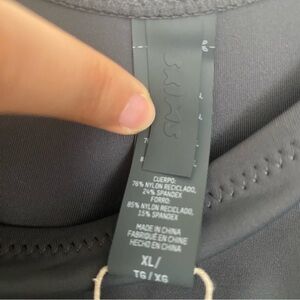 SKIMS
CUERPO:
76% NYLON RECICLADO,
24% SPANDEX
FORRO:
85% NYLON RECICLADO,
15% SPANDEX
MADE IN CHINA
FABRIQUÉ EN CHINE
HECHO EN CHINA
XL/
TG / XG